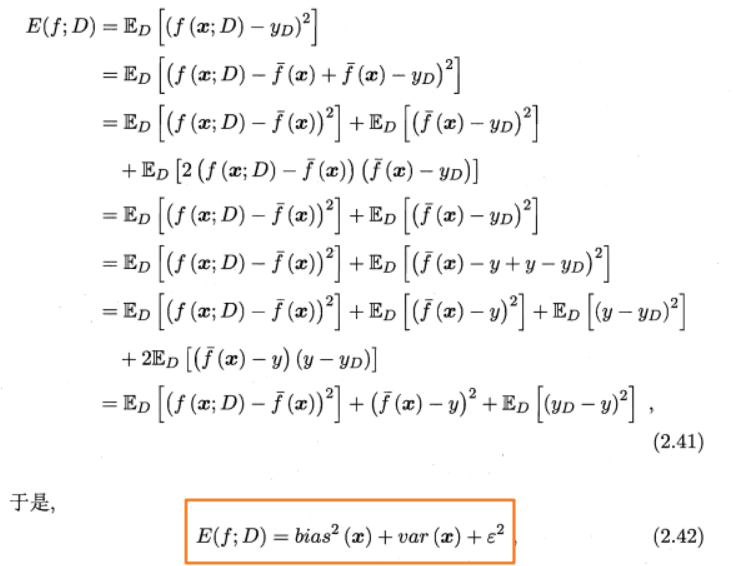 E(f; D) = 𝔼_D [(f(x; D) − y_D)²]
= 𝔼_D [(f(x; D) − f̄(x) + f̄(x) − y_D)²]
= 𝔼_D [(f(x; D) − f̄(x))²] + 𝔼_D [(f̄(x) − y_D)²]
+ 𝔼_D [2 (f(x; D) − f̄(x)) (f̄(x) − y_D)]
= 𝔼_D [(f(x; D) − f̄(x))²] + 𝔼_D [(f̄(x) − y_D)²]
= 𝔼_D [(f(x; D) − f̄(x))²] + 𝔼_D [(f̄(x) − y + y − y_D)²]
= 𝔼_D [(f(x; D) − f̄(x))²] + 𝔼_D [(f̄(x) − y)²] + 𝔼_D [(y − y_D)²]
+ 2𝔼_D [(f̄(x) − y) (y − y_D)]
= 𝔼_D [(f(x; D) − f̄(x))²] + (f̄(x) − y)² + 𝔼_D [(y_D − y)²] ,
(2.41)
于是,
E(f; D) = bias²(x) + var(x) + ε² , (2.42)